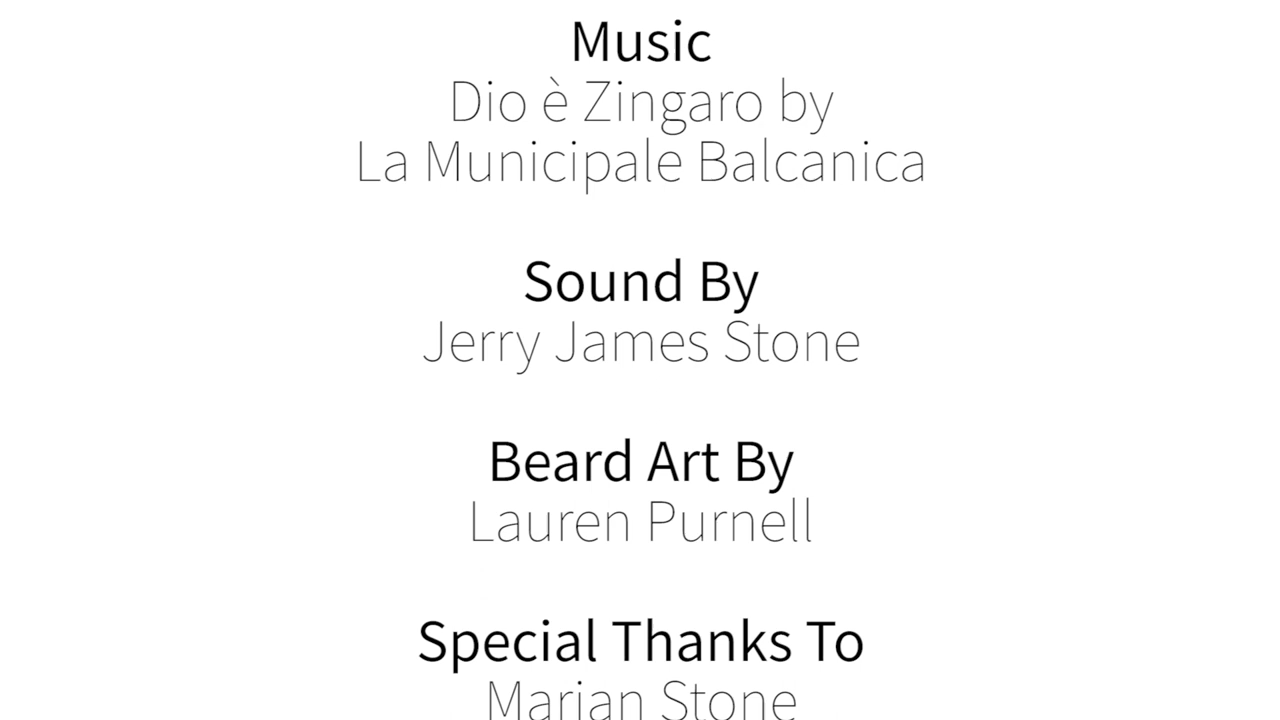 Music
Dio è Zingaro by
La Municipale Balcanica
Sound By
Jerry James Stone
Beard Art By
Lauren Purnell
Special Thanks To
Marian Stone